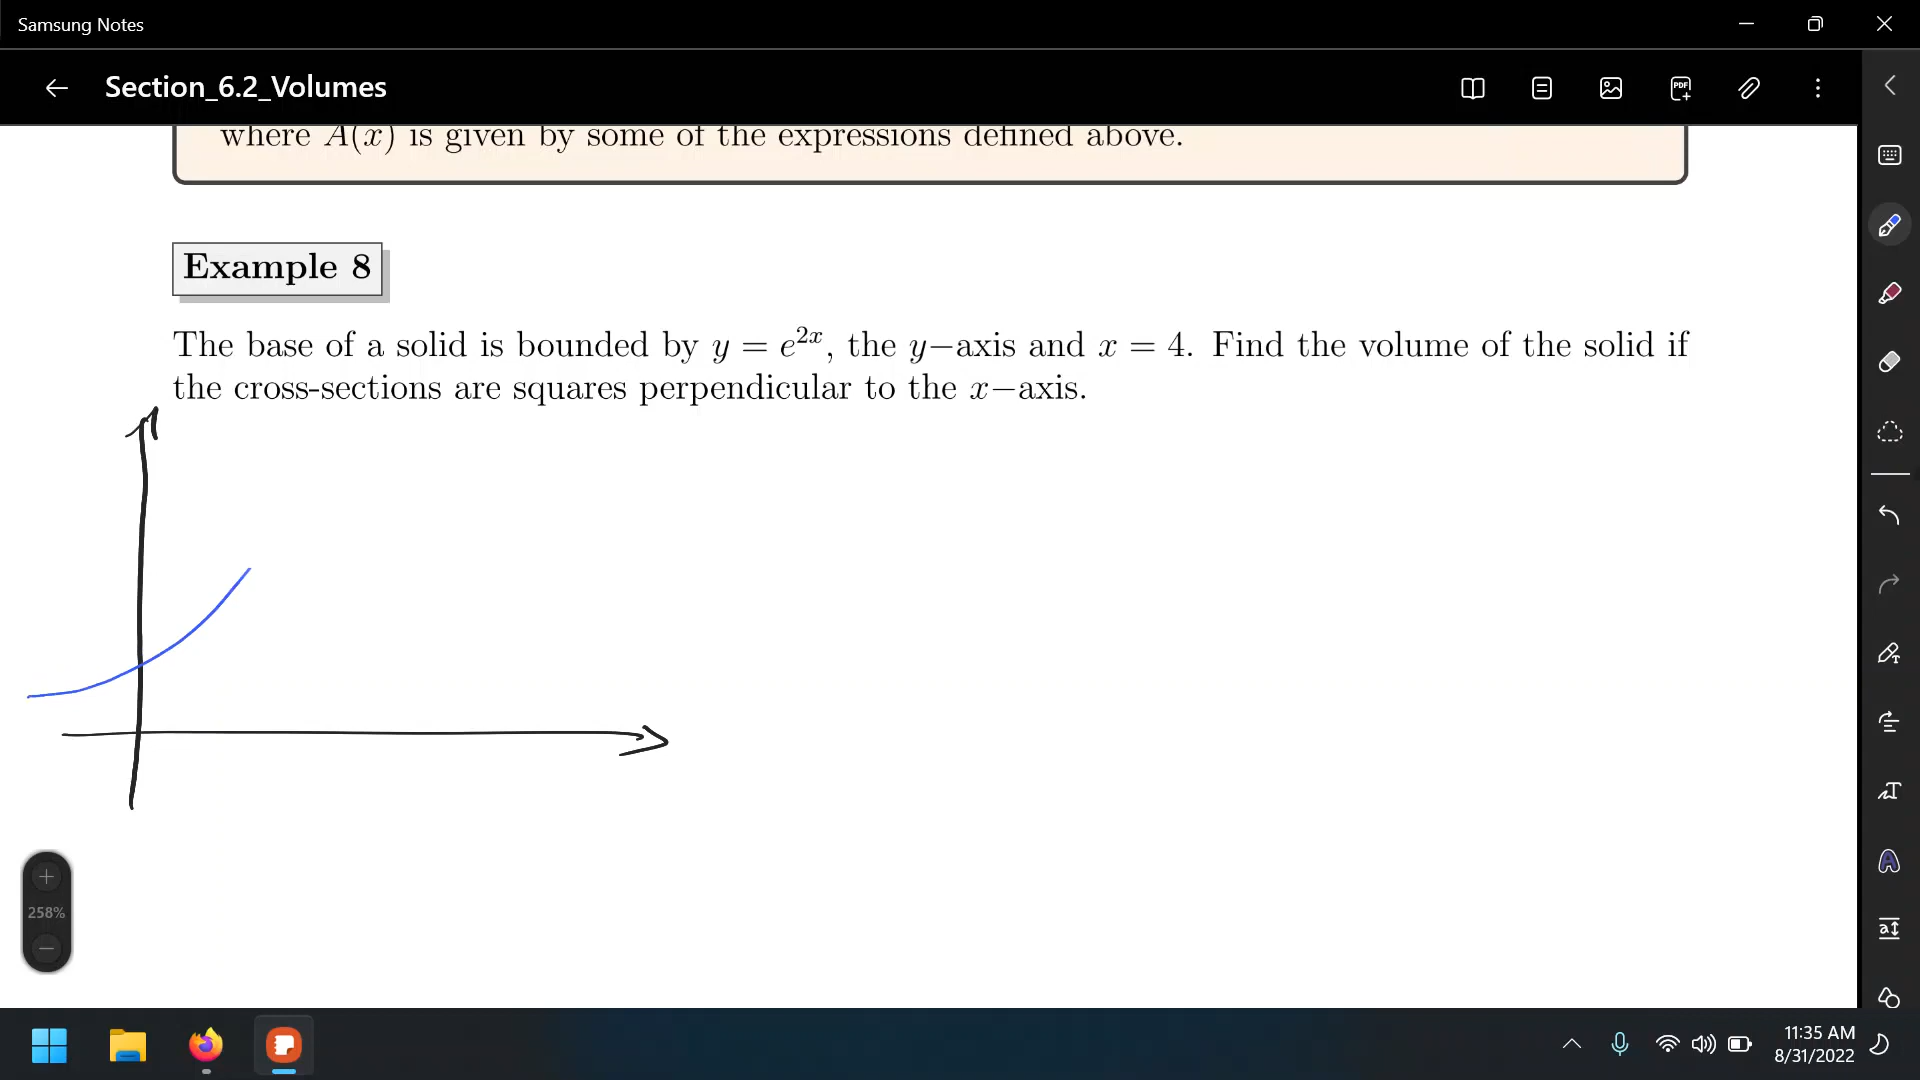 Samsung Notes
Section_6.2_Volumes
where A(x) is given by some of the expressions defined above.
Example 8
The base of a solid is bounded by y = e^{2x}, the y−axis and x = 4. Find the volume of the solid if
the cross-sections are squares perpendicular to the x−axis.
258%
11:35 AM
8/31/2022